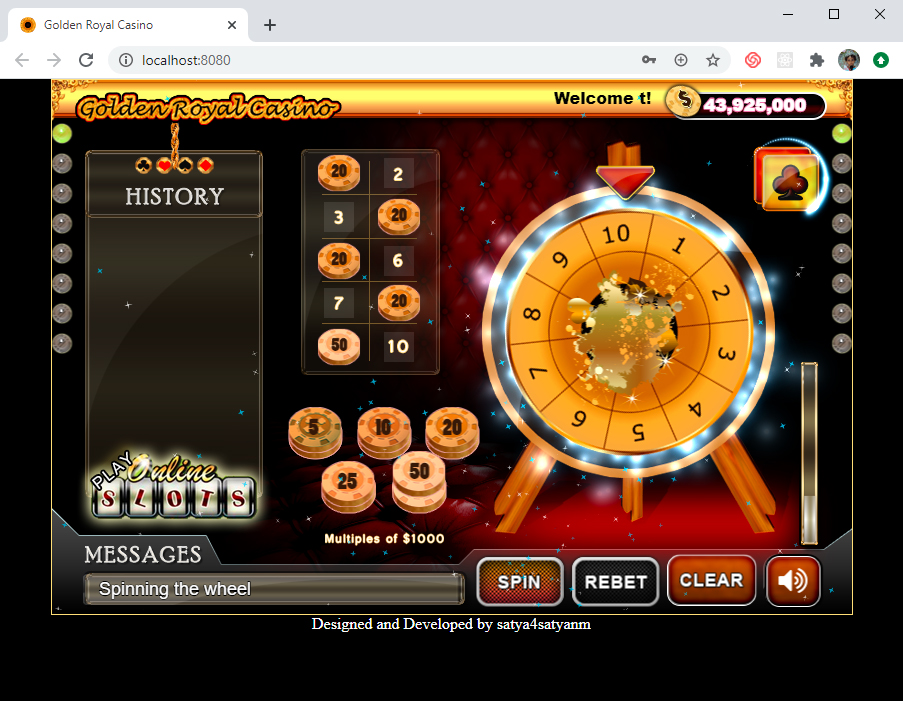 Golden Royal Casino
localhost:8080
Golden Royal Casino
Welcome t!
$ 43,925,000
HISTORY
20 2
3 20
20 6
7 20
50 10
10
1
2
3
4
5
6
7
8
9
5 10 20
25 50
Multiples of $1000
PLAY Online
SLOTS
MESSAGES
Spinning the wheel
SPIN REBET CLEAR
Designed and Developed by satya4satyanm